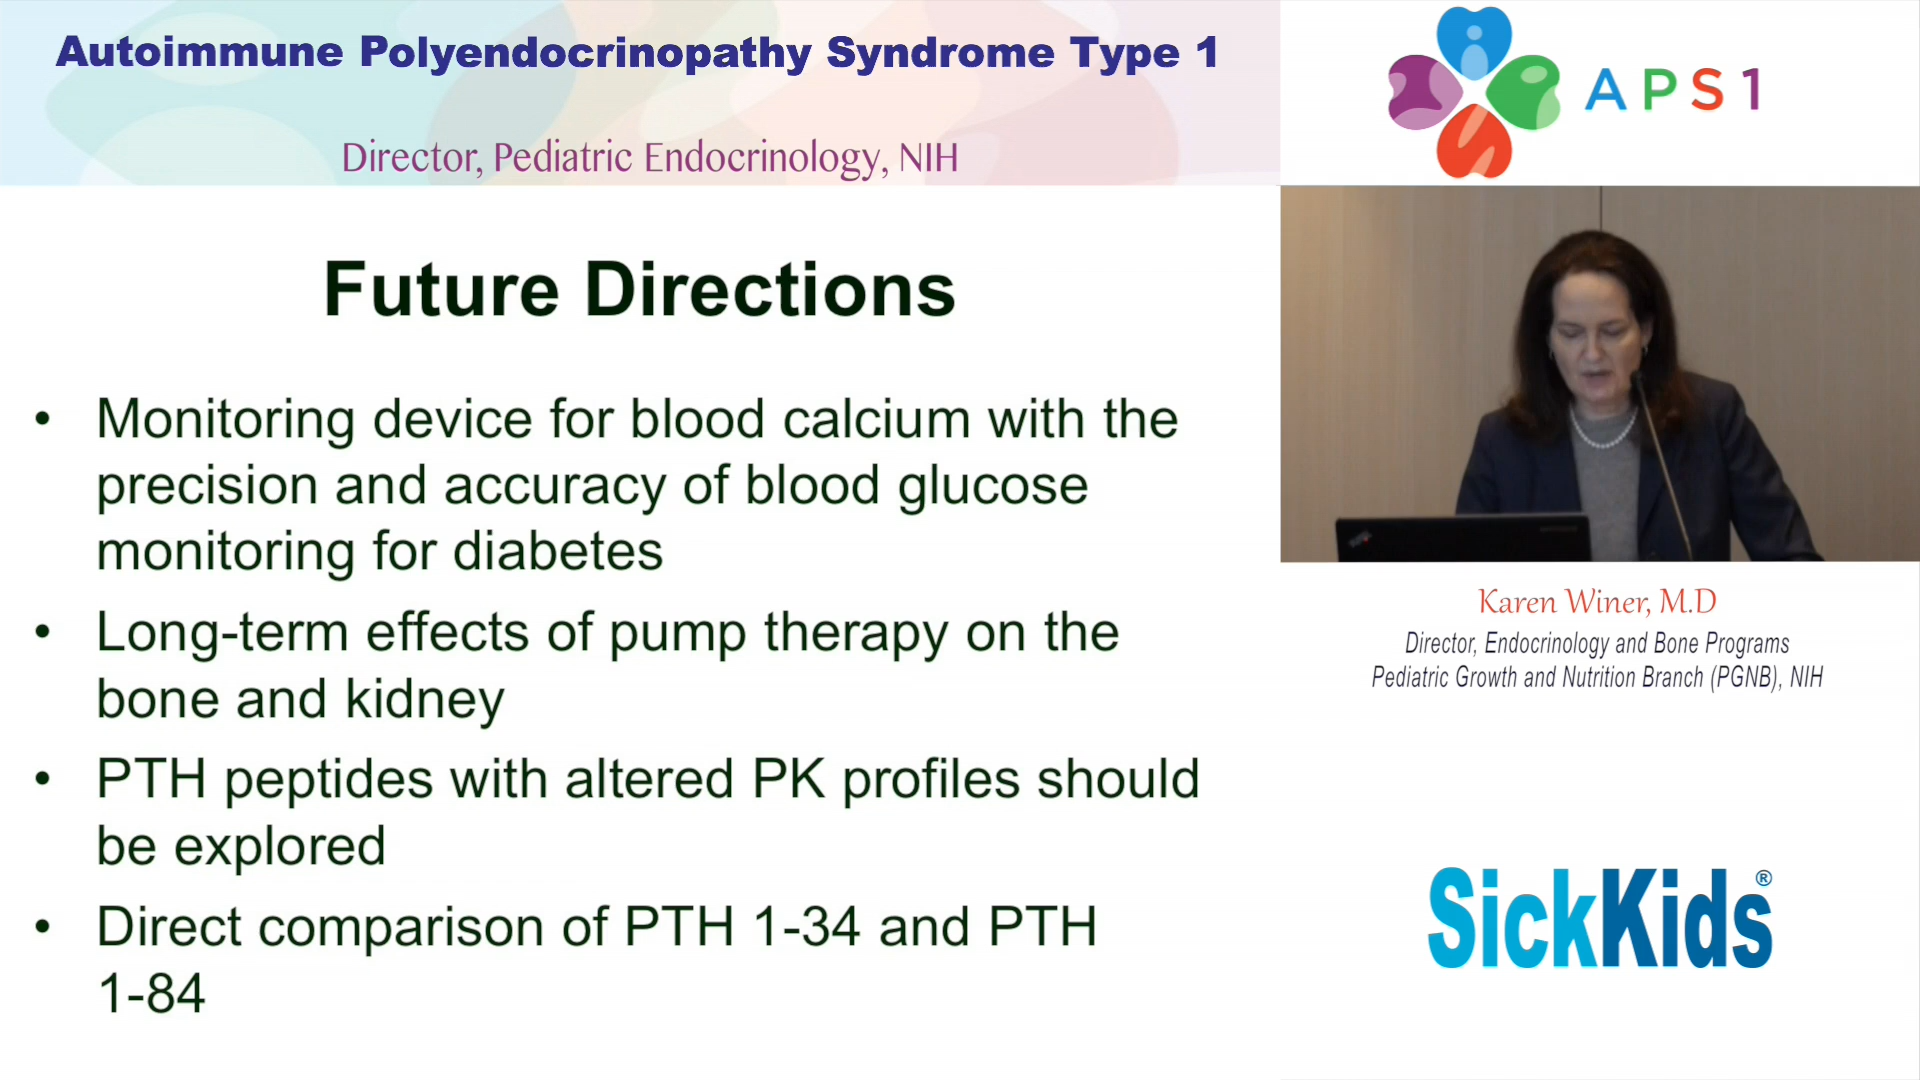 Autoimmune Polyendocrinopathy Syndrome Type 1
Director, Pediatric Endocrinology, NIH
APS1
Future Directions
• Monitoring device for blood calcium with the
precision and accuracy of blood glucose
monitoring for diabetes
• Long-term effects of pump therapy on the
bone and kidney
• PTH peptides with altered PK profiles should
be explored
• Direct comparison of PTH 1-34 and PTH
1-84
Karen Winer, M.D
Director, Endocrinology and Bone Programs
Pediatric Growth and Nutrition Branch (PGNB), NIH
SickKids®